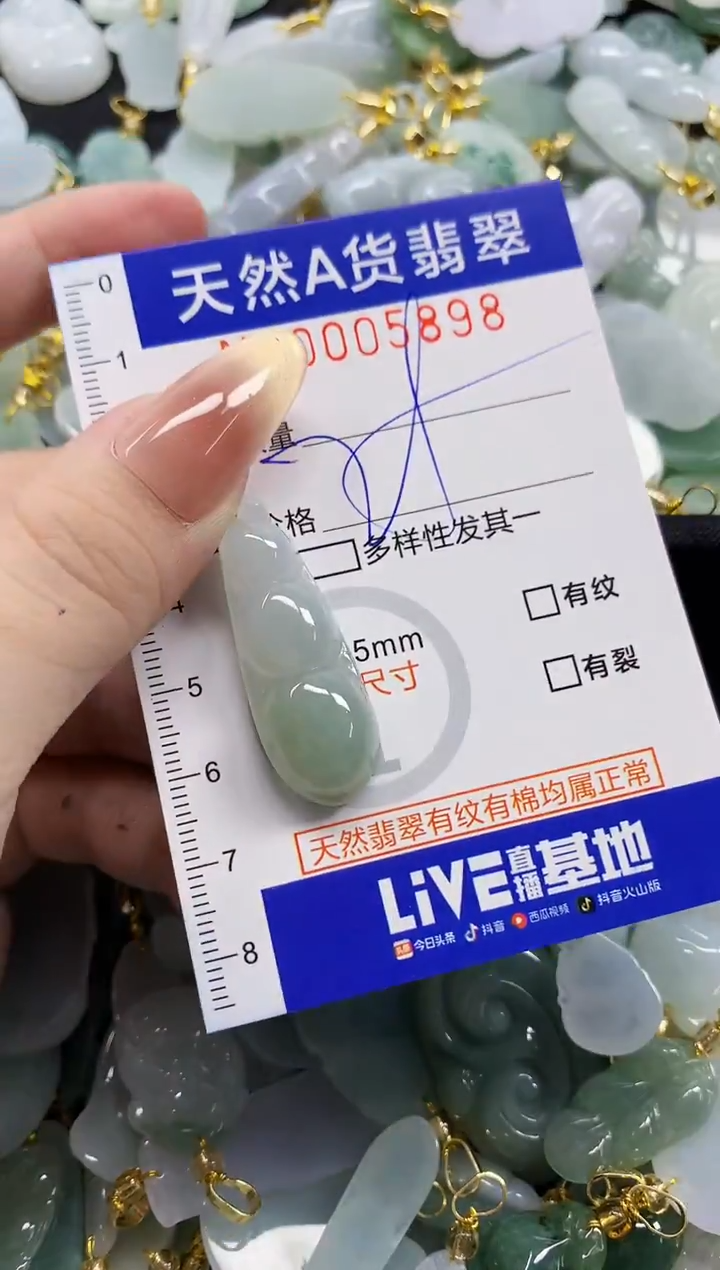 天然A货翡翠
0005898
0
1
量
价格
多样性发其一
4
有纹
5mm
5
尺寸
有裂
6
天然翡翠有纹有棉均属正常
7
LiVE直播基地
今日头条 抖音 西瓜视频 抖音火山版
8